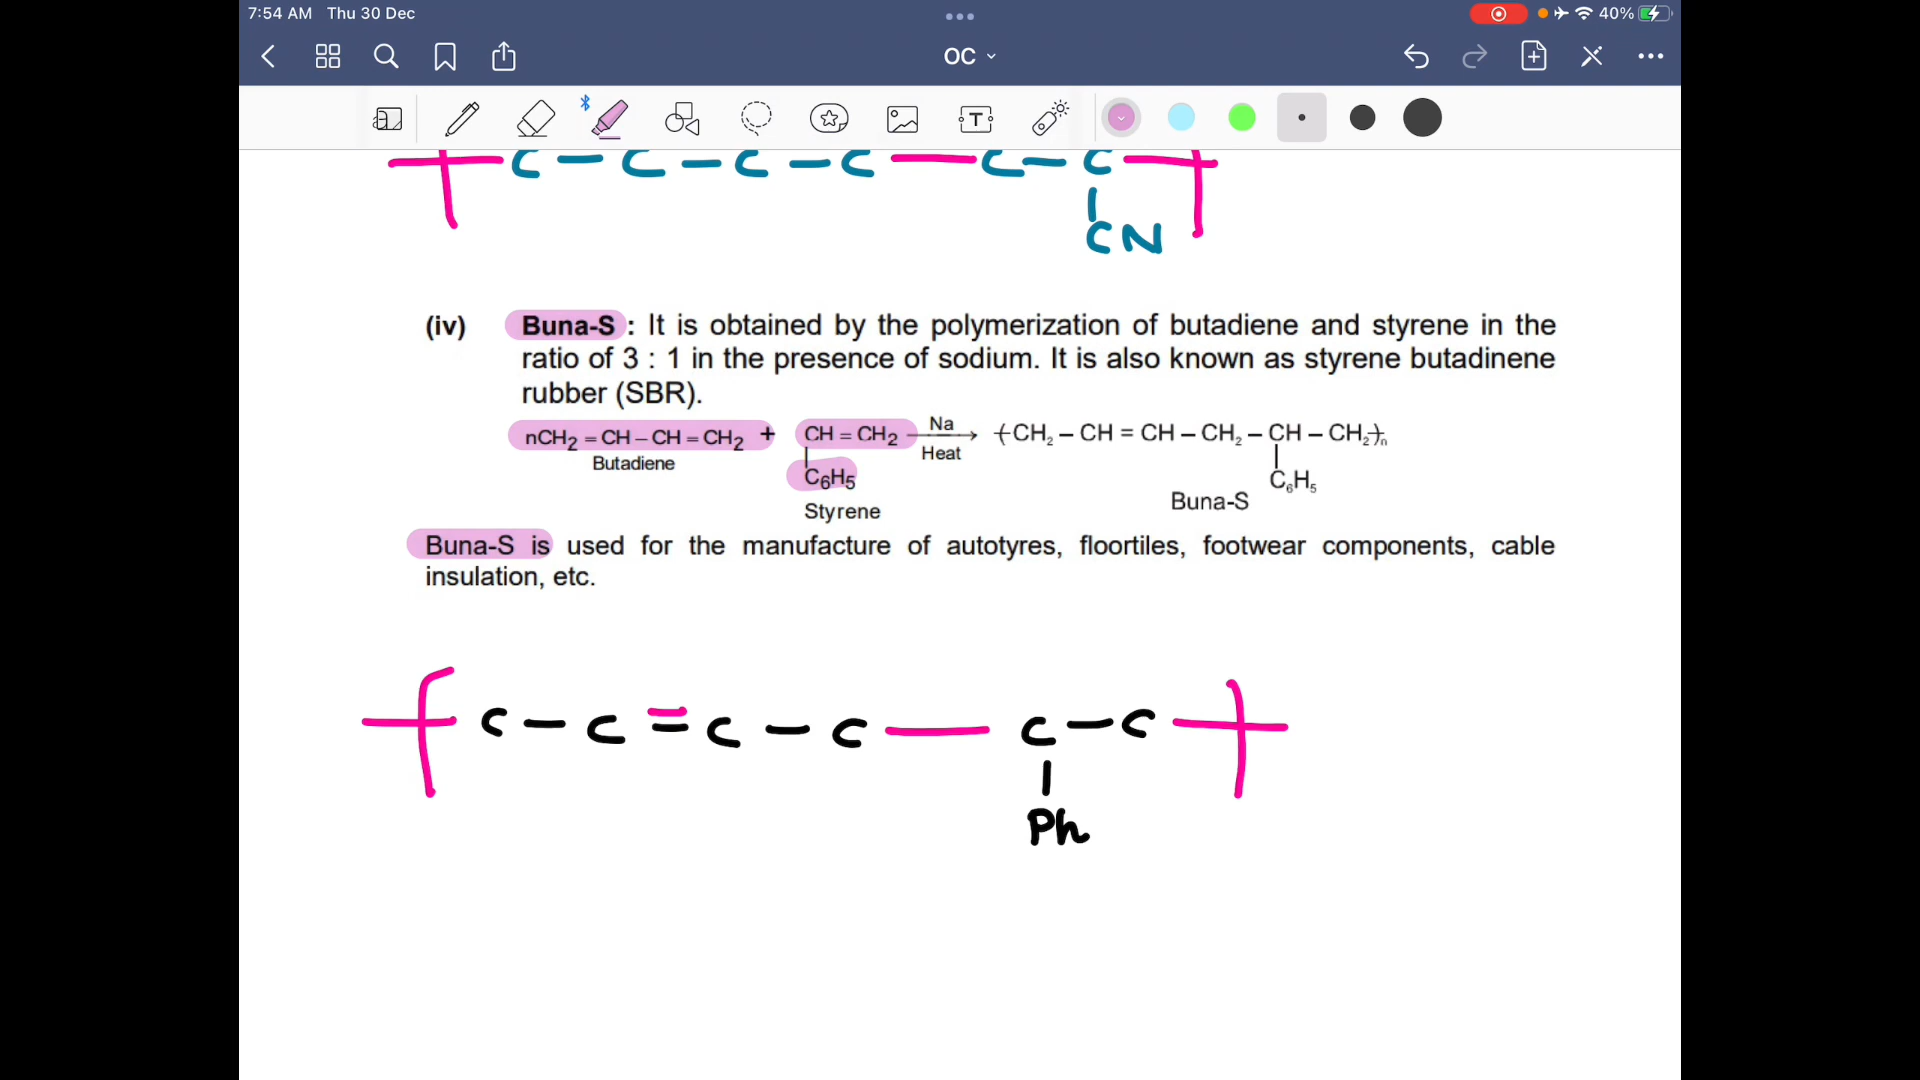 7:54 AM Thu 30 Dec
40%
OC
T
C – C – C – C — C – C
CN
(iv) Buna-S : It is obtained by the polymerization of butadiene and styrene in the
ratio of 3 : 1 in the presence of sodium. It is also known as styrene butadinene
rubber (SBR).
nCH₂ = CH – CH = CH₂ + CH = CH₂ Na → (CH₂ – CH = CH – CH₂ – CH – CH₂)ₙ
Butadiene Heat
C₆H₅ C₆H₅
Styrene Buna-S
Buna-S is used for the manufacture of autotyres, floortiles, footwear components, cable
insulation, etc.
C – C = C – C — C – C
Ph